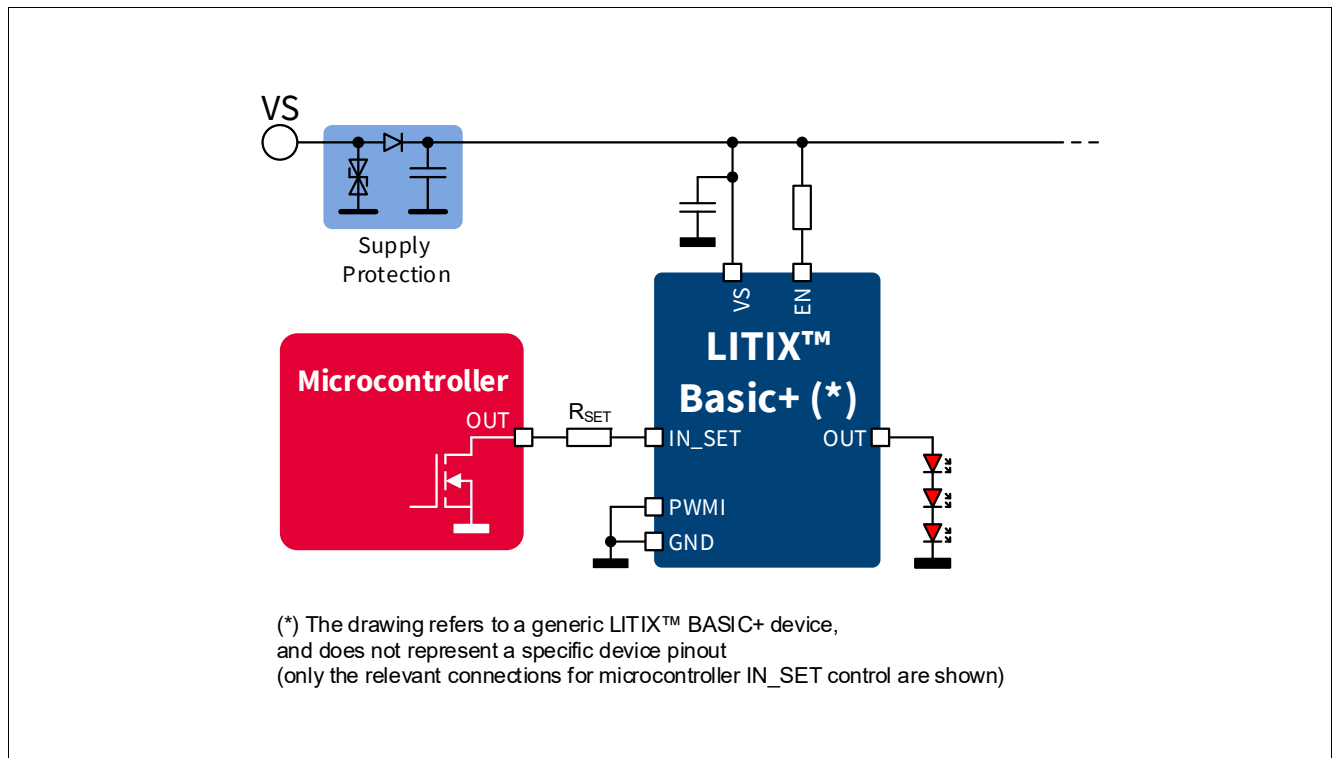 VS
Supply
Protection
VS
EN
LITIX™
Basic+ (*)
Microcontroller
OUT
RSET
IN_SET
OUT
PWMI
GND
(*) The drawing refers to a generic LITIX™ BASIC+ device,
and does not represent a specific device pinout
(only the relevant connections for microcontroller IN_SET control are shown)